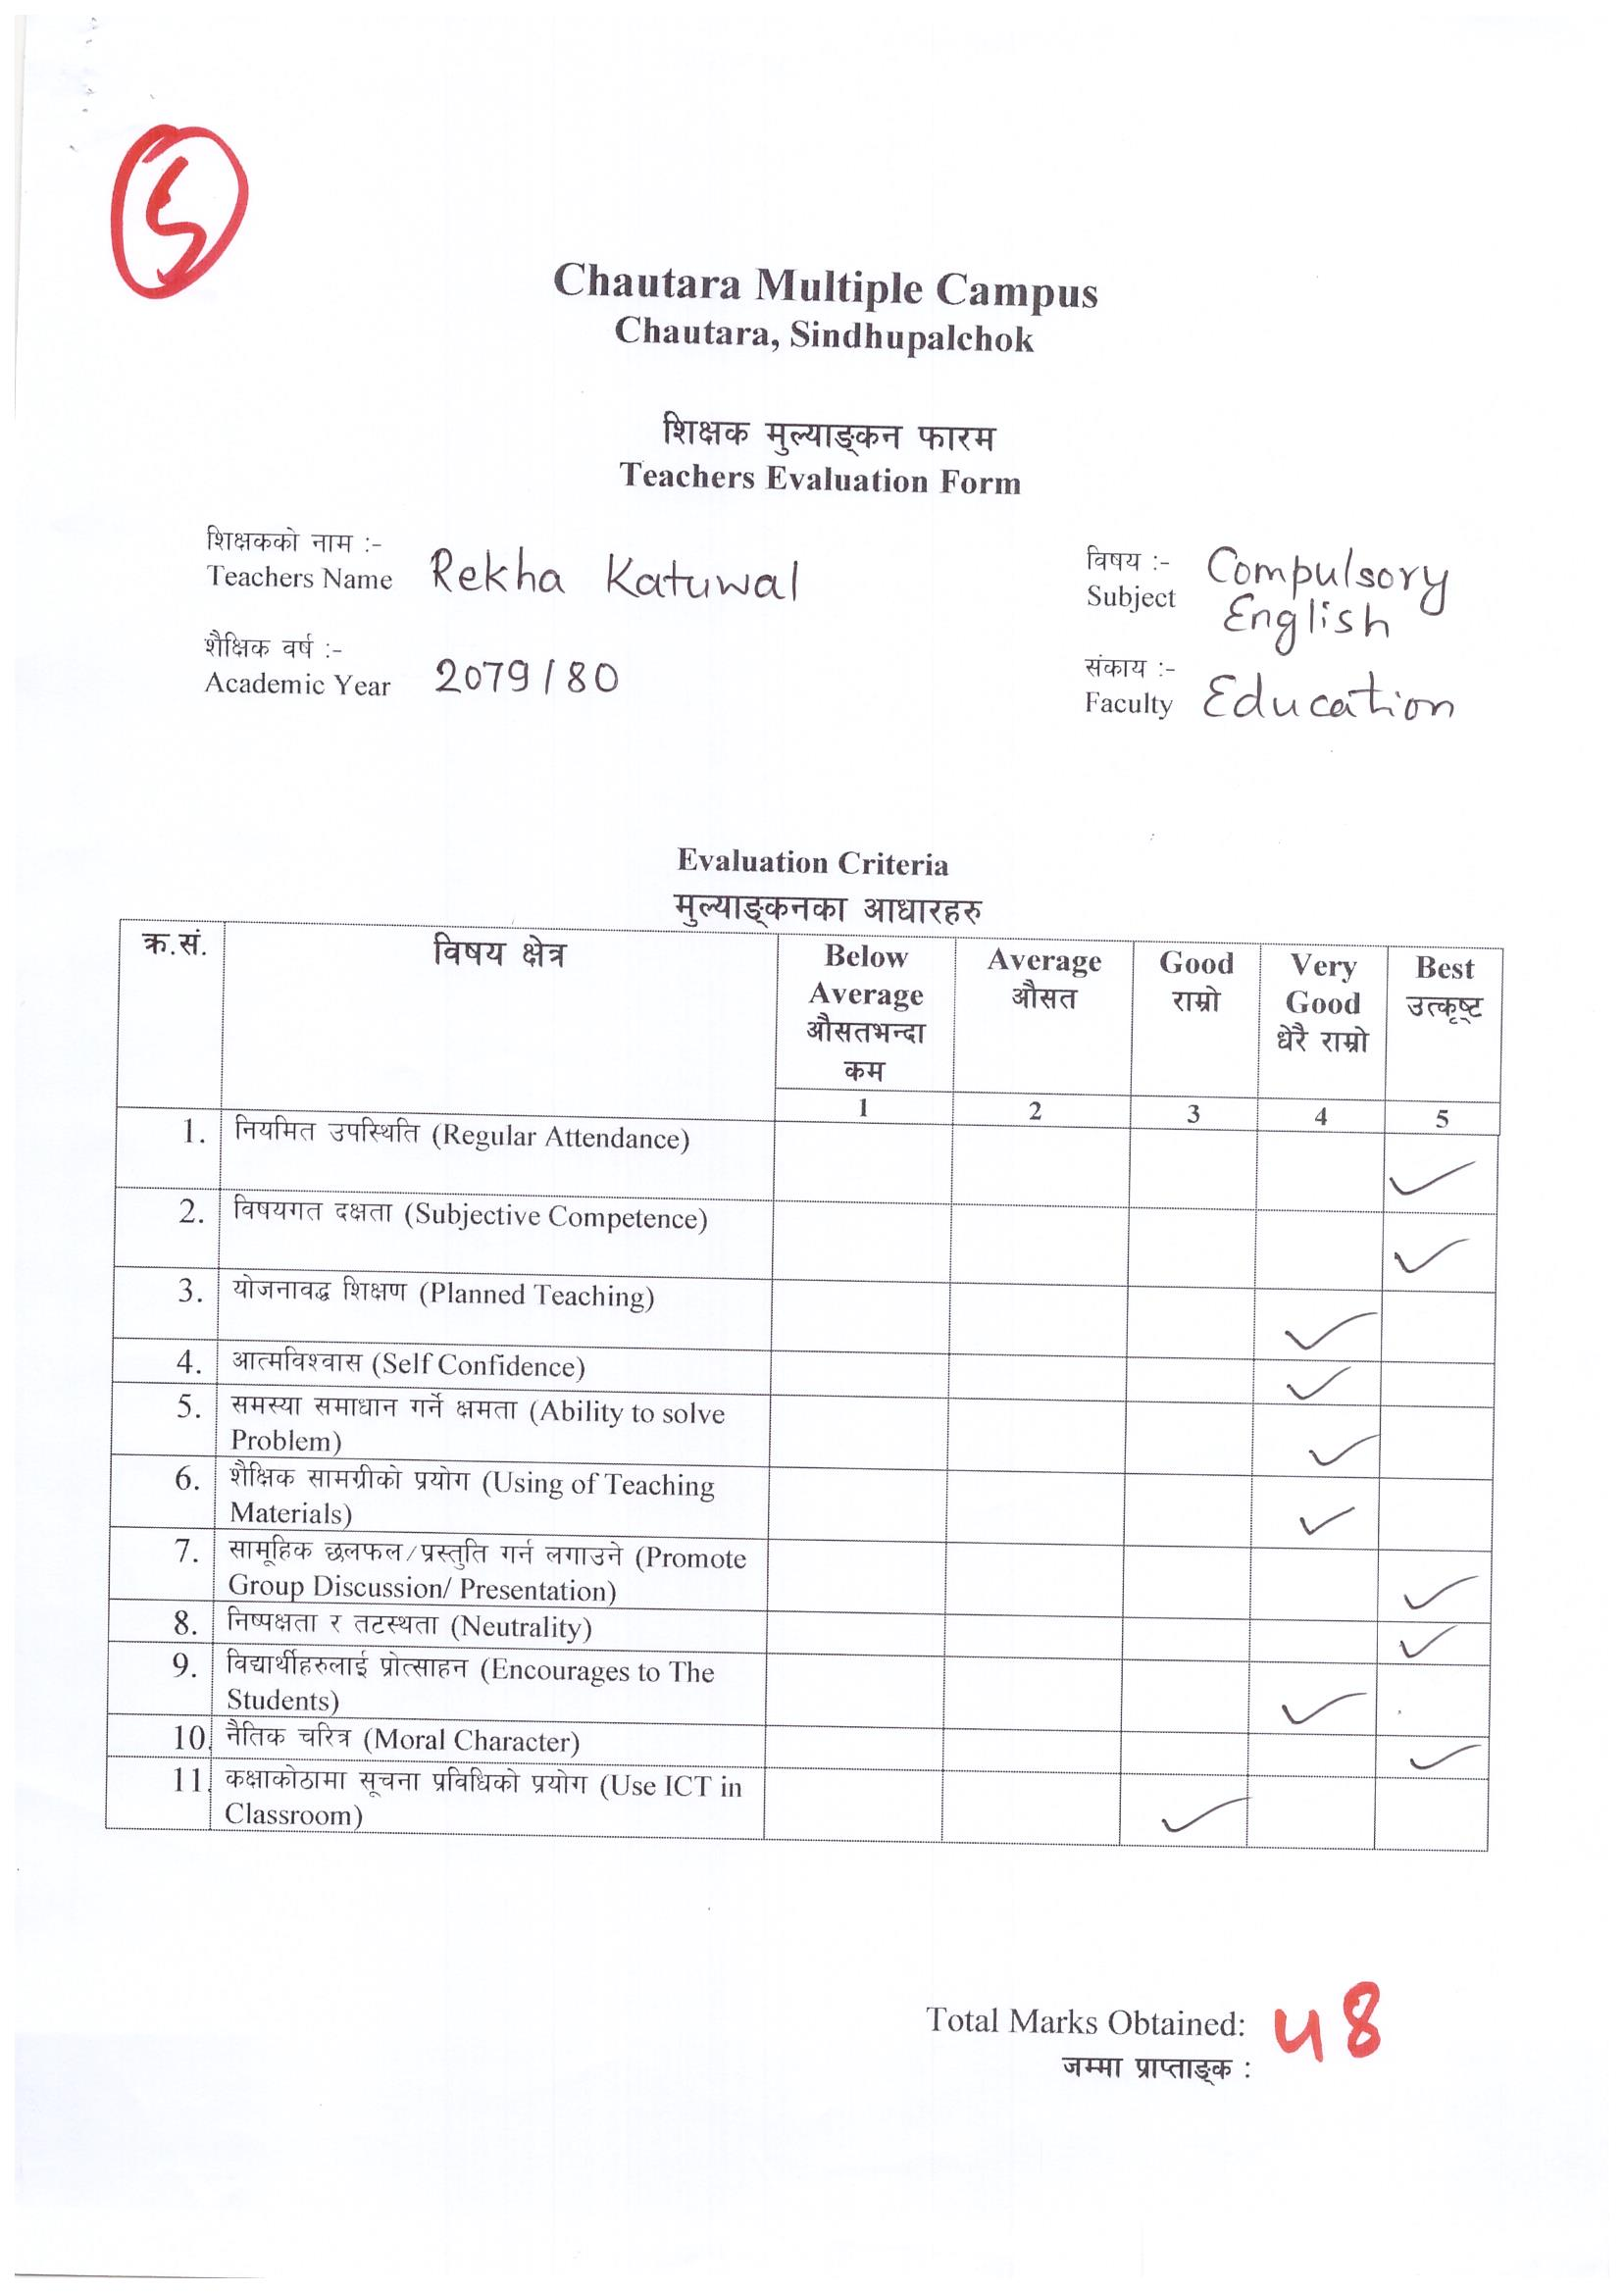 Chautara Multiple Campus
Chautara, Sindhupalchok
शिक्षक मुल्याङ्कन फारम
Teachers Evaluation Form
शिक्षकको नाम :-
Teachers Name Rekha Katuwal
विषय :-
Subject Compulsory
English
शैक्षिक वर्ष :-
Academic Year 2079/80
संकाय :-
Faculty Education
Evaluation Criteria
मुल्याङ्कनका आधारहरु
क्र.सं. विषय क्षेत्र Below Average Good Very Best
Average औसत राम्रो Good उत्कृष्ट
औसतभन्दा धेरै राम्रो
कम
1 2 3 4 5
1. नियमित उपस्थिति (Regular Attendance) ✓
2. विषयगत दक्षता (Subjective Competence) ✓
3. योजनावद्ध शिक्षण (Planned Teaching) ✓
4. आत्मविश्वास (Self Confidence) ✓
5. समस्या समाधान गर्ने क्षमता (Ability to solve
Problem) ✓
6. शैक्षिक सामग्रीको प्रयोग (Using of Teaching
Materials) ✓
7. सामूहिक छलफल/प्रस्तुति गर्न लगाउने (Promote
Group Discussion/ Presentation) ✓
8. निष्पक्षता र तटस्थता (Neutrality) ✓
9. विद्यार्थीहरुलाई प्रोत्साहन (Encourages to The
Students) ✓
10. नैतिक चरित्र (Moral Character) ✓
11. कक्षाकोठामा सूचना प्रविधिको प्रयोग (Use ICT in
Classroom) ✓
Total Marks Obtained: 48
जम्मा प्राप्ताङ्क :